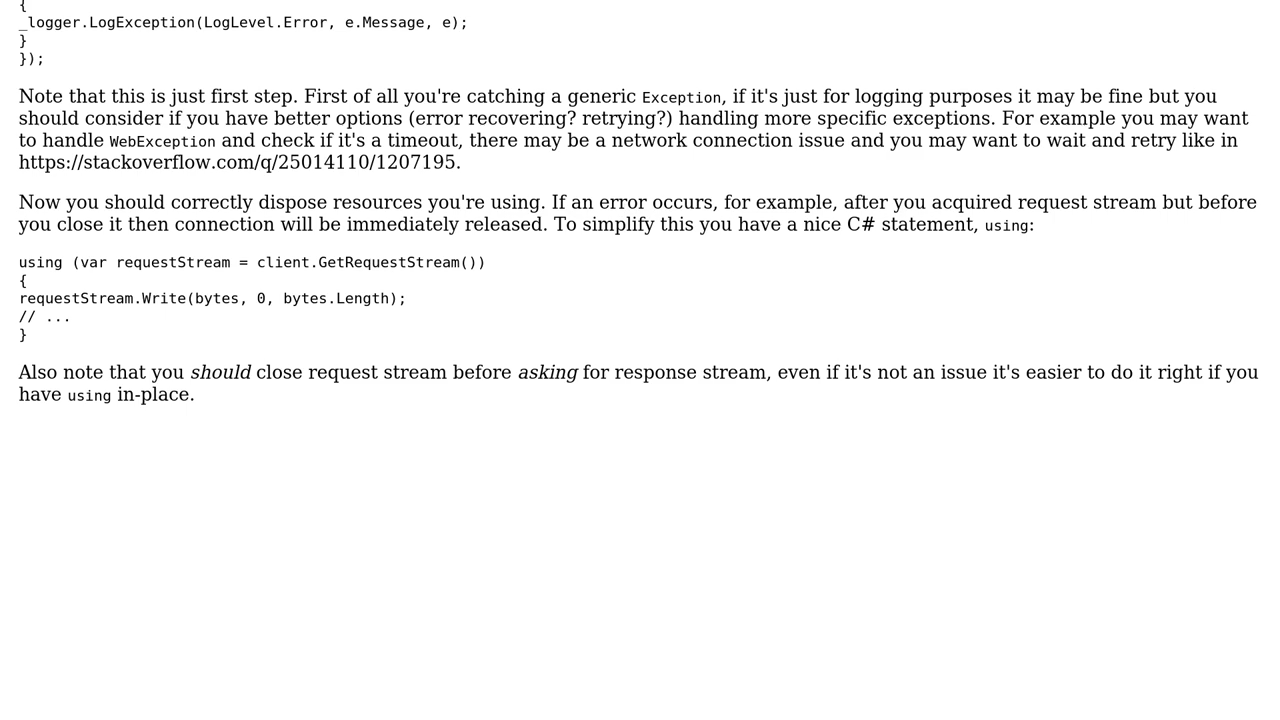 {
_logger.LogException(LogLevel.Error, e.Message, e);
}
});
Note that this is just first step. First of all you're catching a generic Exception, if it's just for logging purposes it may be fine but you
should consider if you have better options (error recovering? retrying?) handling more specific exceptions. For example you may want
to handle WebException and check if it's a timeout, there may be a network connection issue and you may want to wait and retry like in
https://stackoverflow.com/q/25014110/1207195.
Now you should correctly dispose resources you're using. If an error occurs, for example, after you acquired request stream but before
you close it then connection will be immediately released. To simplify this you have a nice C# statement, using:
using (var requestStream = client.GetRequestStream())
{
requestStream.Write(bytes, 0, bytes.Length);
// ...
}
Also note that you should close request stream before asking for response stream, even if it's not an issue it's easier to do it right if you
have using in-place.